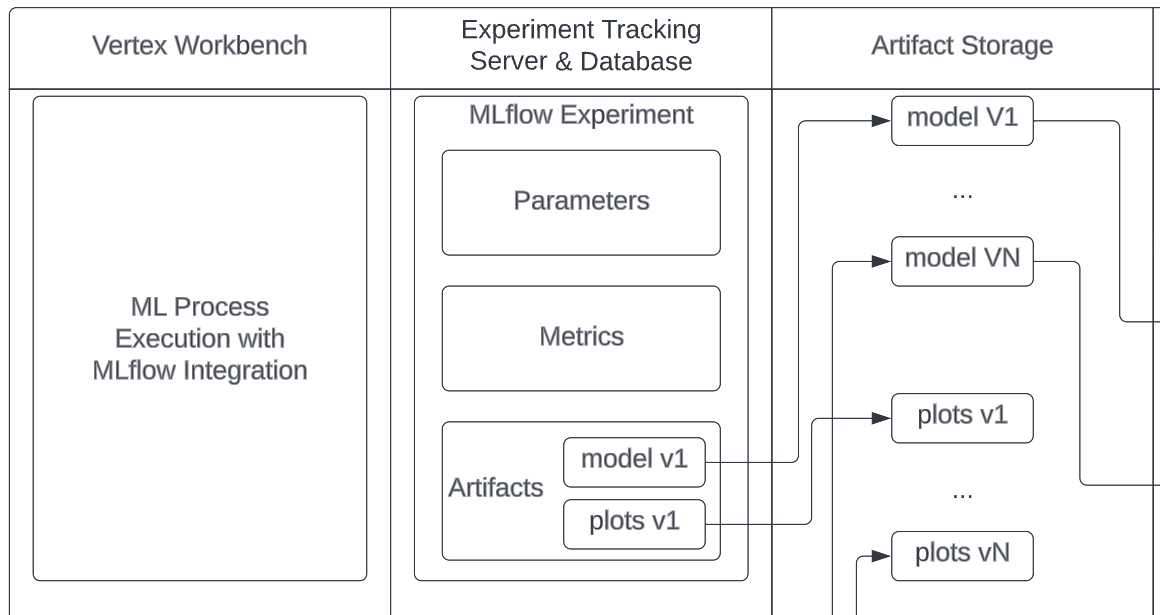 Vertex Workbench
Experiment Tracking
Server & Database
Artifact Storage
ML Process
Execution with
MLflow Integration
MLflow Experiment
Parameters
Metrics
Artifacts
model v1
plots v1
model V1
...
model VN
plots v1
...
plots vN